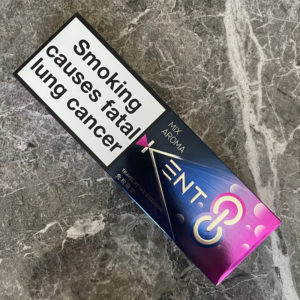 Smoking
causes fatal
lung cancer
MIX
AROMA
KENT